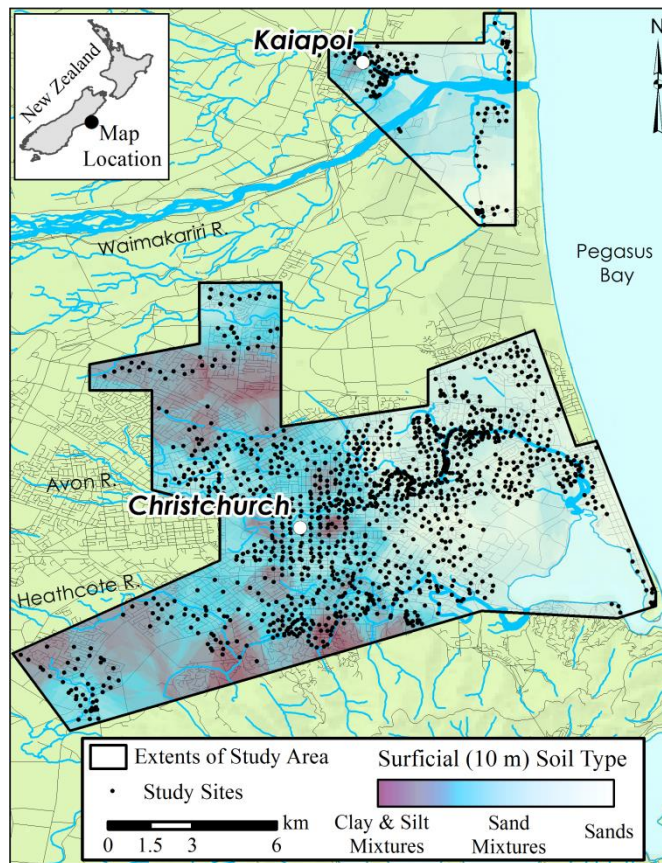 Kaiapoi
N
New Zealand
Map
Location
Waimakariri R.
Pegasus
Bay
Avon R.
Christchurch
Heathcote R.
Extents of Study Area
Study Sites
km
0 1.5 3 6
Surficial (10 m) Soil Type
Clay & Silt
Mixtures
Sand
Mixtures
Sands